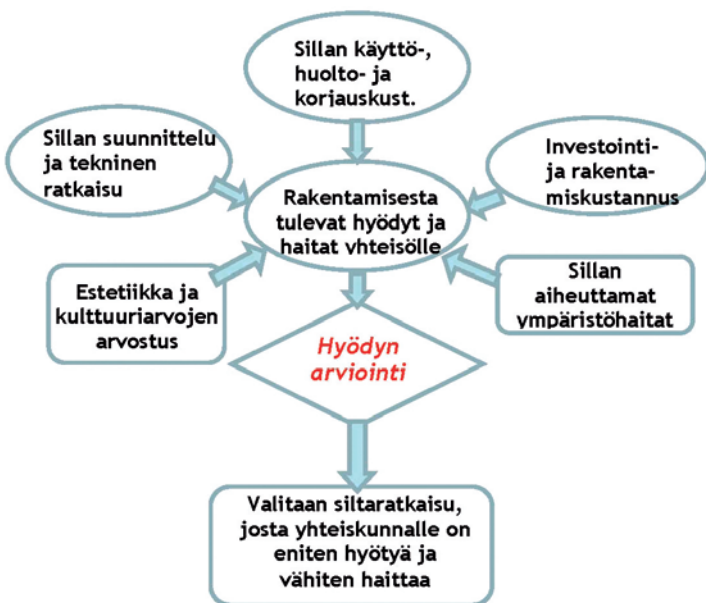 Sillan käyttö-,
huolto- ja
korjauskust.
Sillan suunnittelu
ja tekninen
ratkaisu
Investointi-
ja rakenta-
miskustannus
Rakentamisesta
tulevat hyödyt ja
haitat yhteisölle
Estetiikka ja
kulttuuriarvojen
arvostus
Sillan
aiheuttamat
ympäristöhaitat
Hyödyn
arviointi
Valitaan siltaratkaisu,
josta yhteiskunnalle on
eniten hyötyä ja
vähiten haittaa